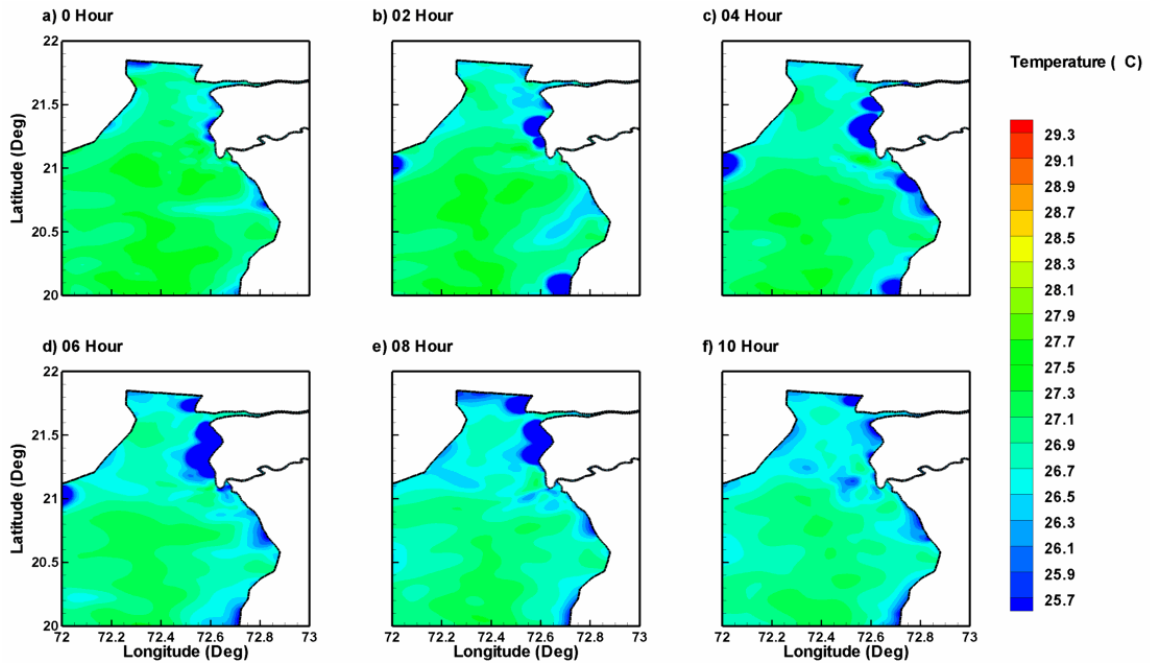 a) 0 Hour
b) 02 Hour
c) 04 Hour
22
21.5
21
20.5
20
Latitude (Deg)
Temperature ( C)
29.3
29.1
28.9
28.7
28.5
28.3
28.1
27.9
27.7
27.5
27.3
27.1
26.9
26.7
26.5
26.3
26.1
25.9
25.7
d) 06 Hour
e) 08 Hour
f) 10 Hour
22
21.5
21
20.5
20
Latitude (Deg)
72 72.2 72.4 72.6 72.8 72 72.2 72.4 72.6 72.8 72 72.2 72.4 72.6 72.8 73
Longitude (Deg) Longitude (Deg) Longitude (Deg)